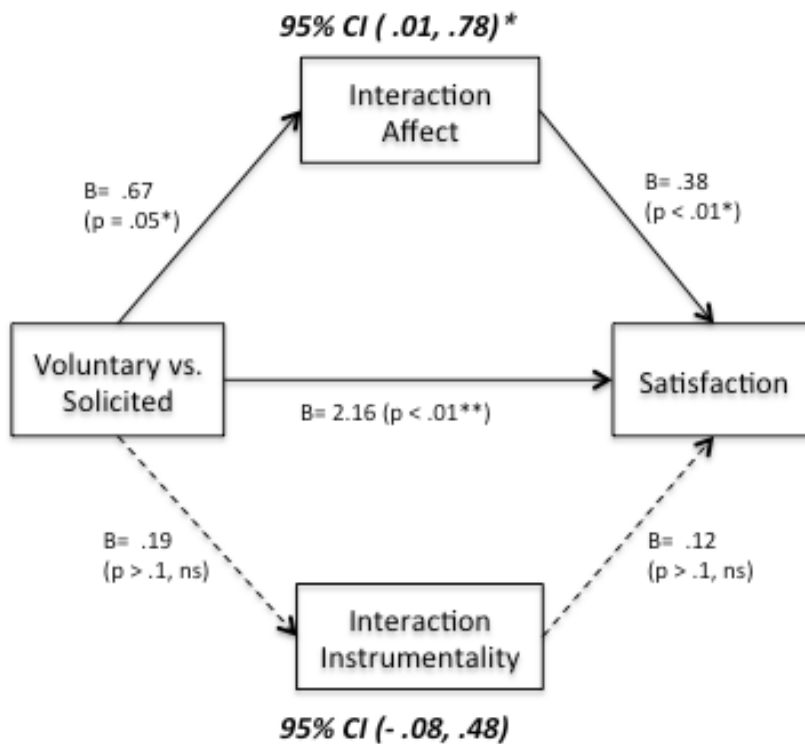 95% CI ( .01, .78)*
Interaction
Affect
B= .67
(p = .05*)
B= .38
(p < .01*)
Voluntary vs.
Solicited
B= 2.16 (p < .01**)
Satisfaction
B= .19
(p > .1, ns)
B= .12
(p > .1, ns)
Interaction
Instrumentality
95% CI (- .08, .48)